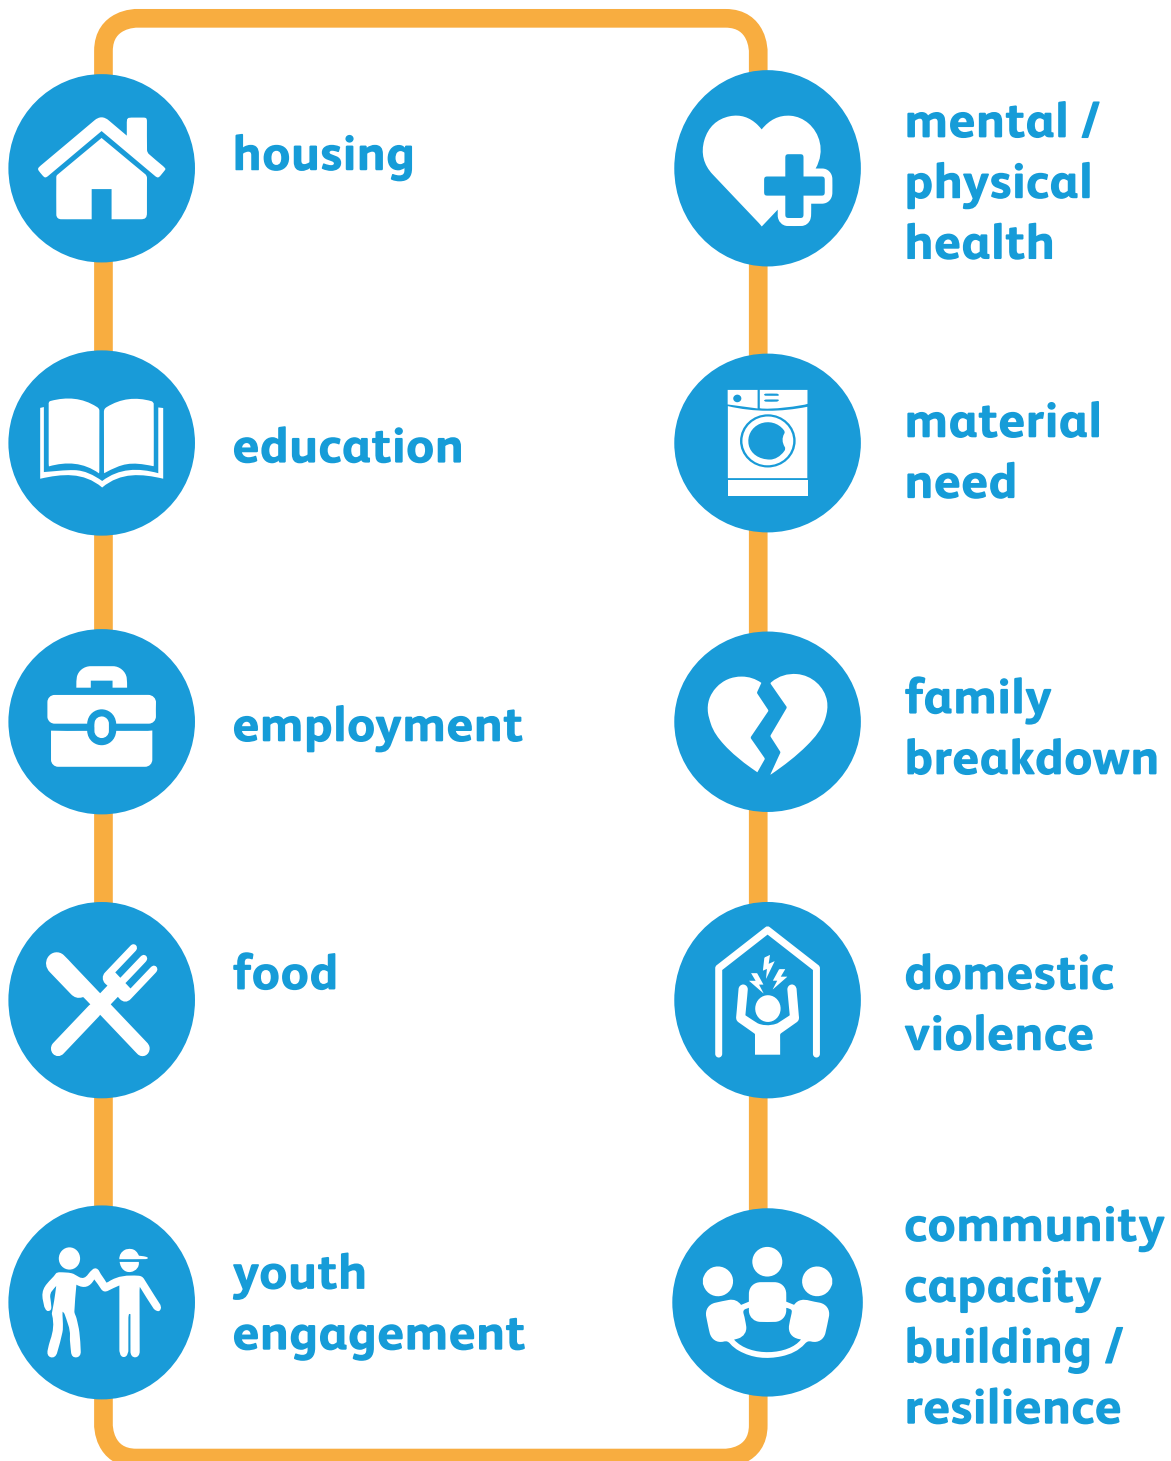 housing
education
employment
food
youth
engagement
mental /
physical
health
material
need
family
breakdown
domestic
violence
community
capacity
building /
resilience